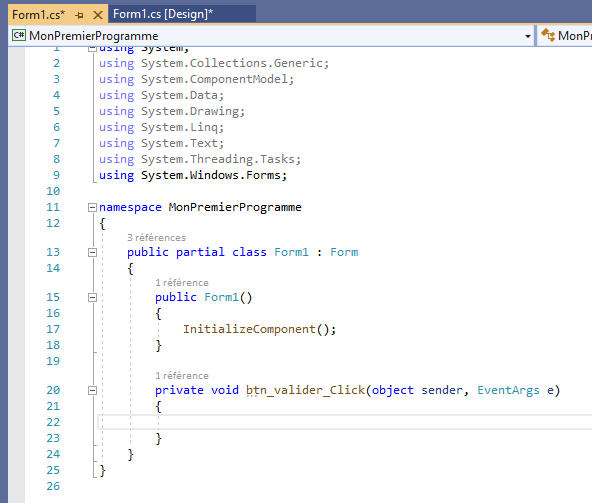 Form1.cs* Form1.cs [Design]*
C# MonPremierProgramme MonP
1 using System;
2 using System.Collections.Generic;
3 using System.ComponentModel;
4 using System.Data;
5 using System.Drawing;
6 using System.Linq;
7 using System.Text;
8 using System.Threading.Tasks;
9 using System.Windows.Forms;
10
11 namespace MonPremierProgramme
12 {
3 références
13 public partial class Form1 : Form
14 {
1 référence
15 public Form1()
16 {
17 InitializeComponent();
18 }
19
1 référence
20 private void btn_valider_Click(object sender, EventArgs e)
21 {
22
23 }
24 }
25 }
26